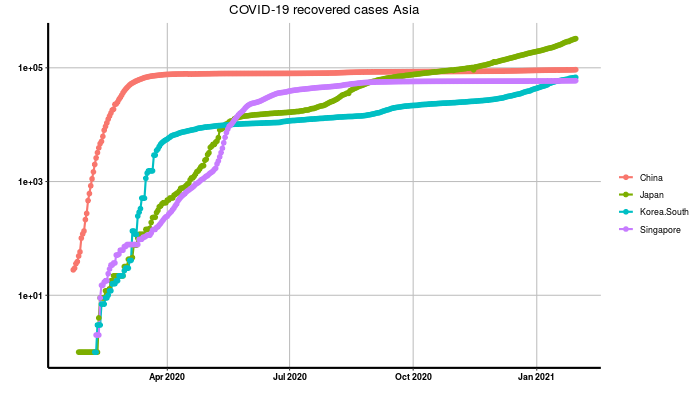 COVID-19 recovered cases Asia
1e+05
1e+03
1e+01
Apr 2020
Jul 2020
Oct 2020
Jan 2021
China
Japan
Korea.South
Singapore